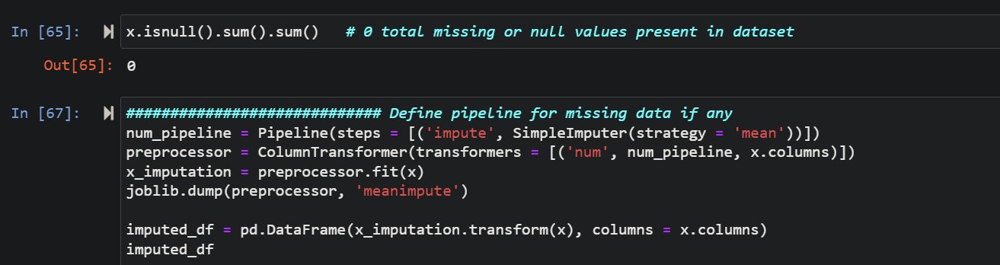 In [65]: x.isnull().sum().sum()   # 0 total missing or null values present in dataset
Out[65]: 0
In [67]: ############################# Define pipeline for missing data if any
num_pipeline = Pipeline(steps = [('impute', SimpleImputer(strategy = 'mean'))])
preprocessor = ColumnTransformer(transformers = [('num', num_pipeline, x.columns)])
x_imputation = preprocessor.fit(x)
joblib.dump(preprocessor, 'meanimpute')
imputed_df = pd.DataFrame(x_imputation.transform(x), columns = x.columns)
imputed_df